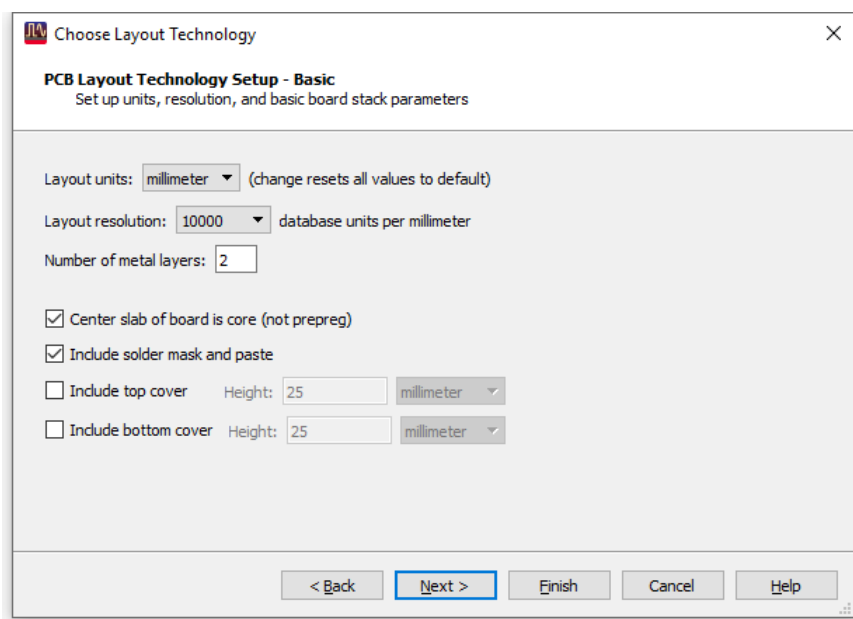 Choose Layout Technology
PCB Layout Technology Setup - Basic
Set up units, resolution, and basic board stack parameters
Layout units: millimeter (change resets all values to default)
Layout resolution: 10000 database units per millimeter
Number of metal layers: 2
Center slab of board is core (not prepreg)
Include solder mask and paste
Include top cover Height: 25 millimeter
Include bottom cover Height: 25 millimeter
< Back Next > Finish Cancel Help